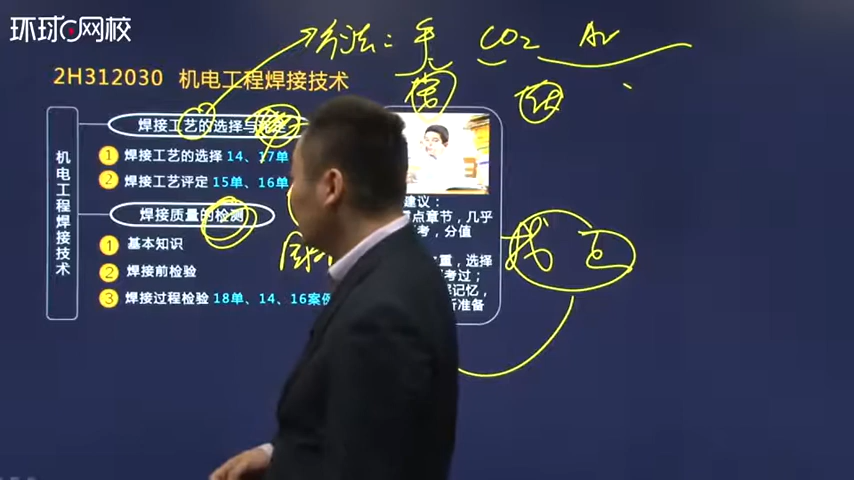 环球网校
2H312030 机电工程焊接技术
方法：手 CO2 Ar
机电工程焊接技术
焊接工艺的选择与
1 焊接工艺的选择 14、17单
2 焊接工艺评定 15单、16单
焊接质量的检测
1 基本知识
2 焊接前检验
3 焊接过程检验 18单、14、16案例
建议：
点章节，几乎
考，分值
重，选择
考过；
记忆，
析准备